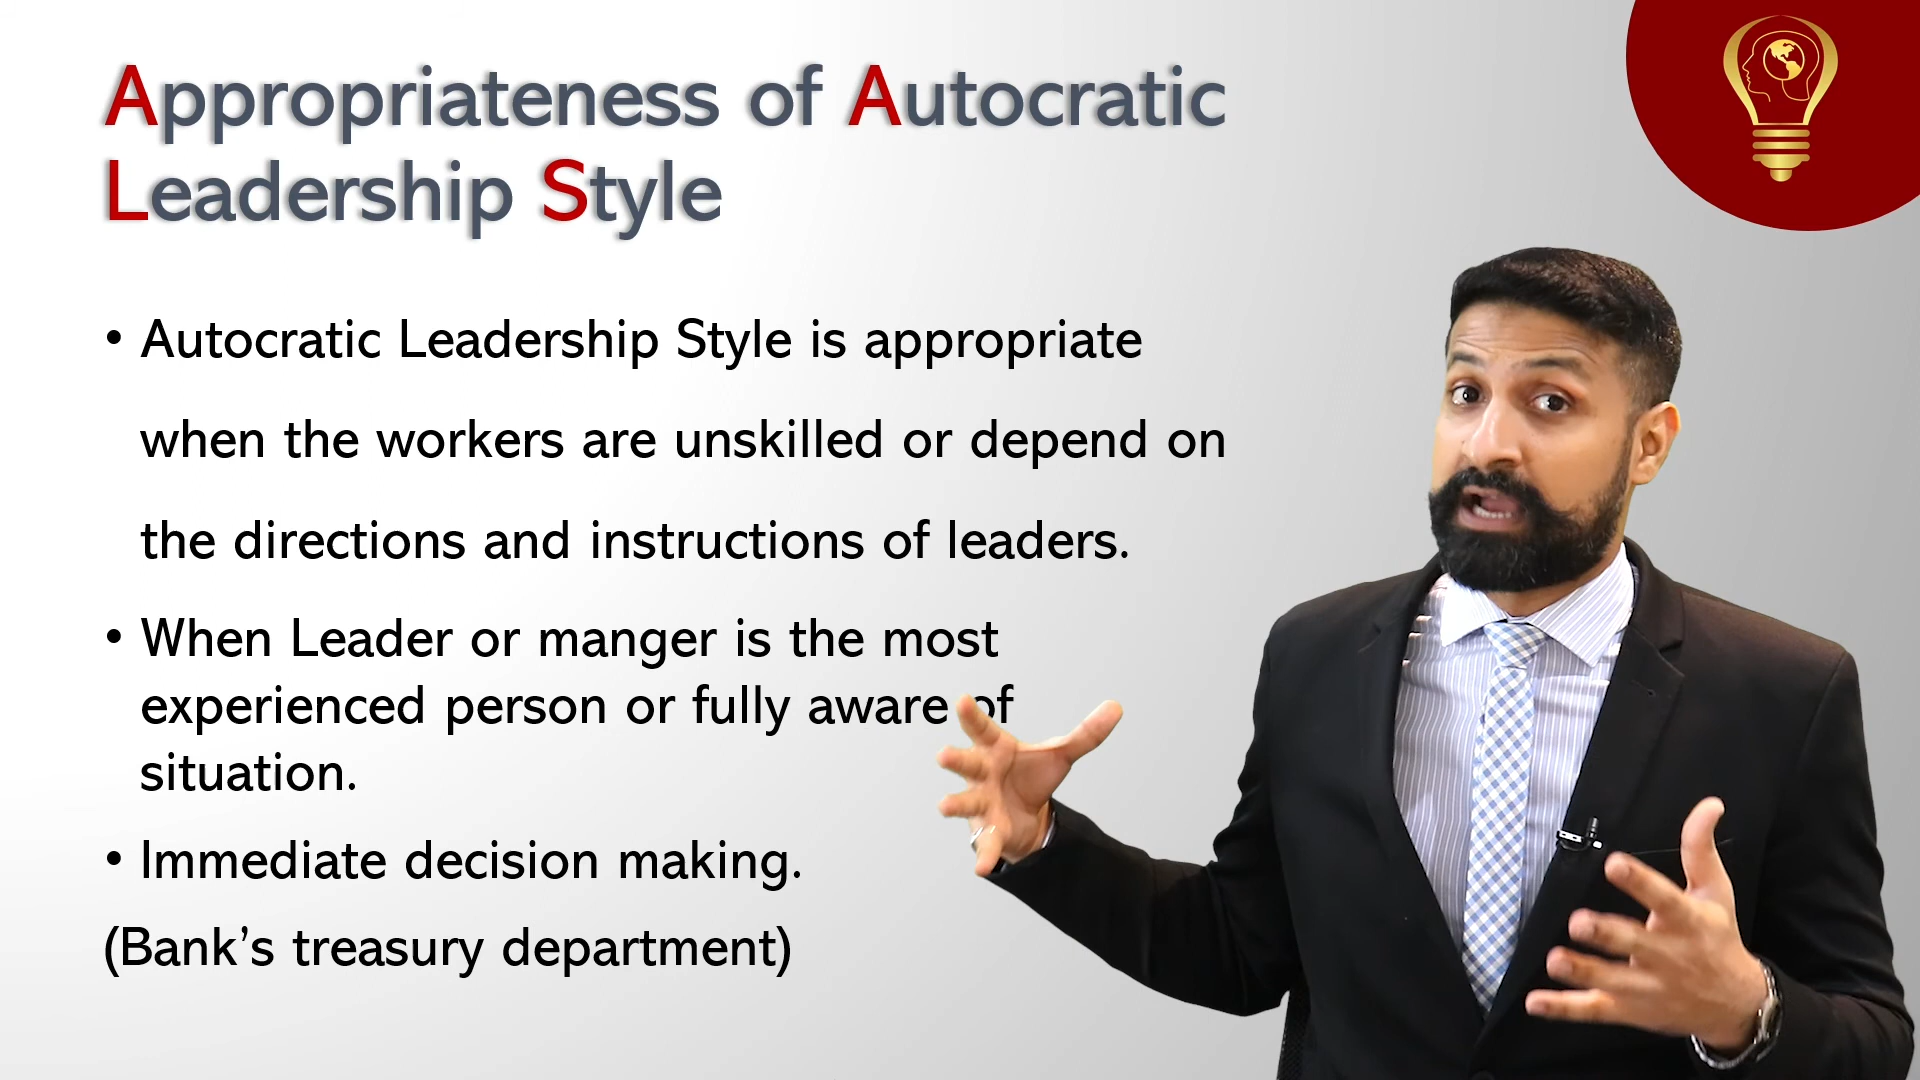 Appropriateness of Autocratic
Leadership Style
• Autocratic Leadership Style is appropriate
when the workers are unskilled or depend on
the directions and instructions of leaders.
• When Leader or manger is the most
experienced person or fully aware of
situation.
• Immediate decision making.
(Bank’s treasury department)